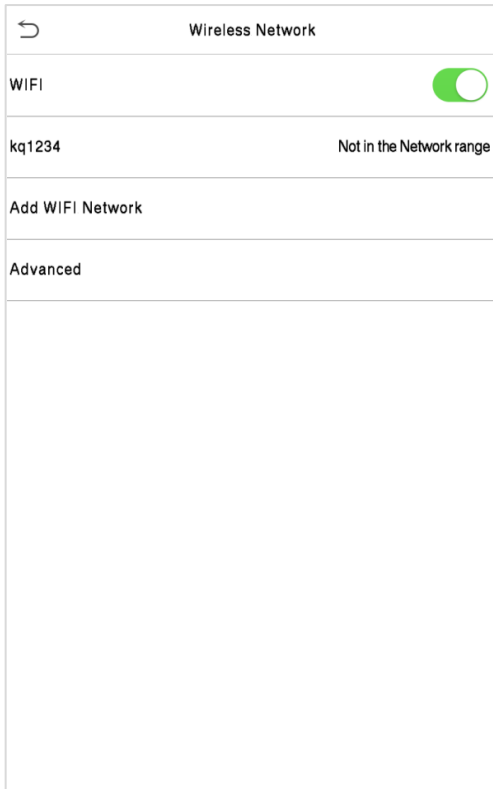 Wireless Network
WIFI
kq1234 Not in the Network range
Add WIFI Network
Advanced